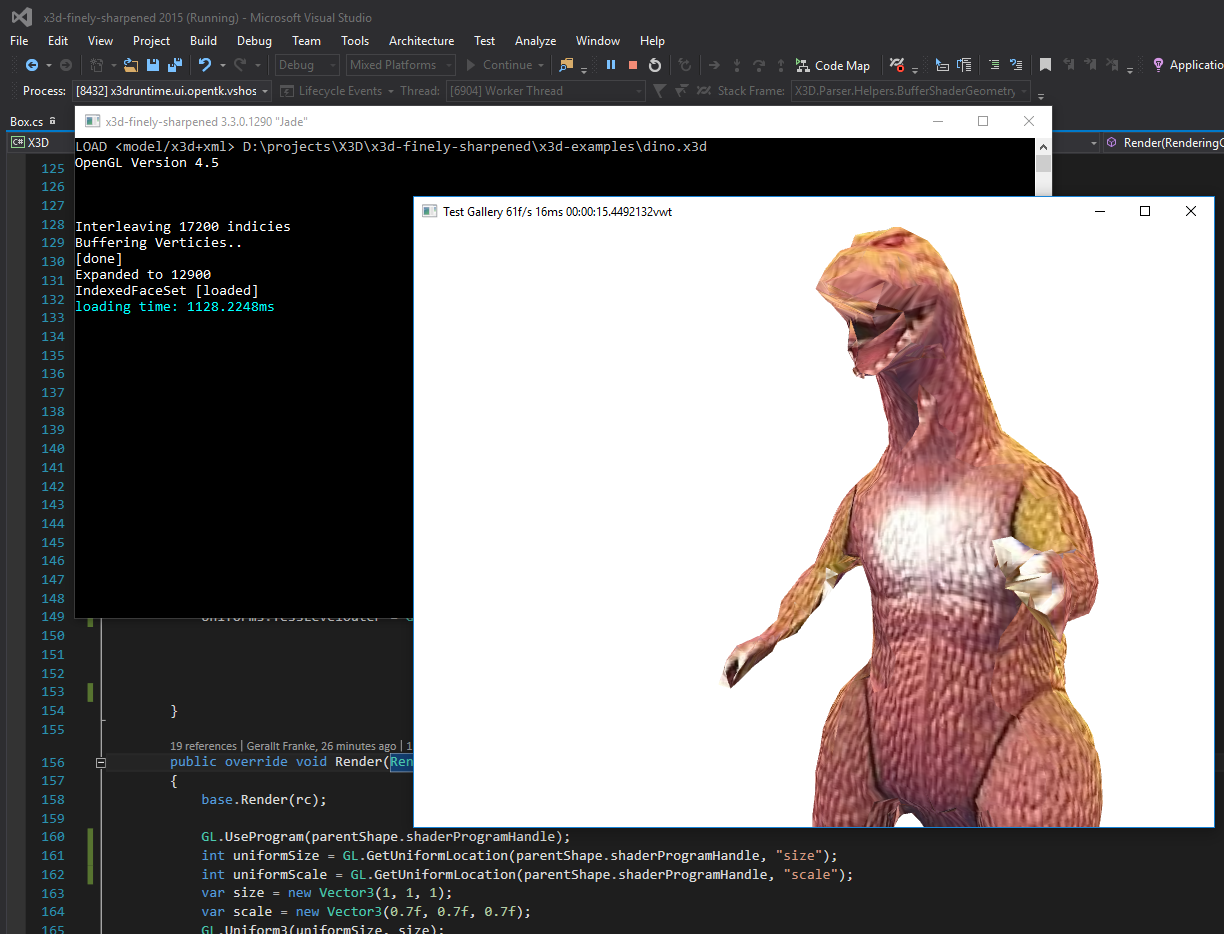 x3d-finely-sharpened 2015 (Running) - Microsoft Visual Studio
File Edit View Project Build Debug Team Tools Architecture Test Analyze Window Help
Debug Mixed Platforms Continue Code Map Applicatio
Process: [8432] x3druntime.ui.opentk.vshos Lifecycle Events Thread: [6904] Worker Thread Stack Frame: X3D.Parser.Helpers.BufferShaderGeometry
Box.cs
x3d-finely-sharpened 3.3.0.1290 "Jade"
C# X3D
Render(RenderingC
LOAD <model/x3d+xml> D:\projects\X3D\x3d-finely-sharpened\x3d-examples\dino.x3d
OpenGL Version 4.5
Interleaving 17200 indicies
Buffering Verticies..
[done]
Expanded to 12900
IndexedFaceSet [loaded]
loading time: 1128.2248ms
Test Gallery 61f/s 16ms 00:00:15.4492132vwt
125
126
127
128
129
130
131
132
133
134
135
136
137
138
139
140
141
142
143
144
145
146
147
148
149
150
151
152
153
154 }
155
19 references | Gerallt Franke, 26 minutes ago | 1
156 public override void Render(Ren
157 {
158 base.Render(rc);
159
160 GL.UseProgram(parentShape.shaderProgramHandle);
161 int uniformSize = GL.GetUniformLocation(parentShape.shaderProgramHandle, "size");
162 int uniformScale = GL.GetUniformLocation(parentShape.shaderProgramHandle, "scale");
163 var size = new Vector3(1, 1, 1);
164 var scale = new Vector3(0.7f, 0.7f, 0.7f);
165 GL.Uniform3(uniformSize, size);